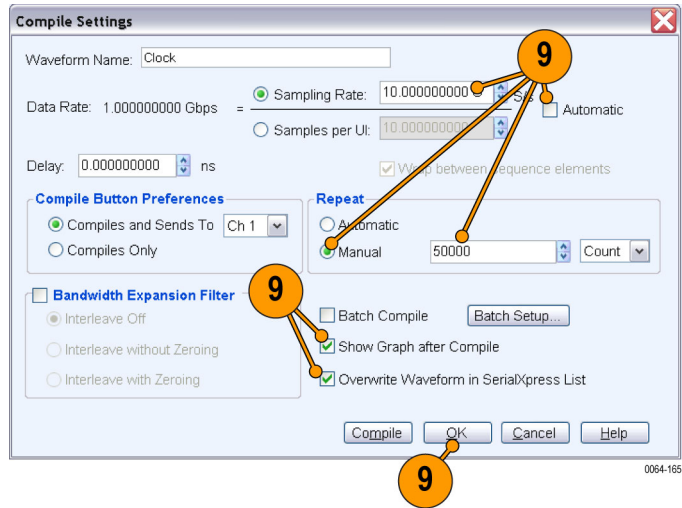 Compile Settings
Waveform Name: Clock
9
Data Rate: 1.000000000 Gbps = Sampling Rate: 10.000000000 S/s Automatic
Samples per UI: 10.000000000
Delay: 0.000000000 ns
Wrap between sequence elements
Compile Button Preferences
Compiles and Sends To Ch 1
Compiles Only
Repeat
Automatic
Manual 50000 Count
Bandwidth Expansion Filter
Interleave Off
Interleave without Zeroing
Interleave with Zeroing
9
Batch Compile Batch Setup...
Show Graph after Compile
Overwrite Waveform in SerialXpress List
Compile OK Cancel Help
9
0064-165